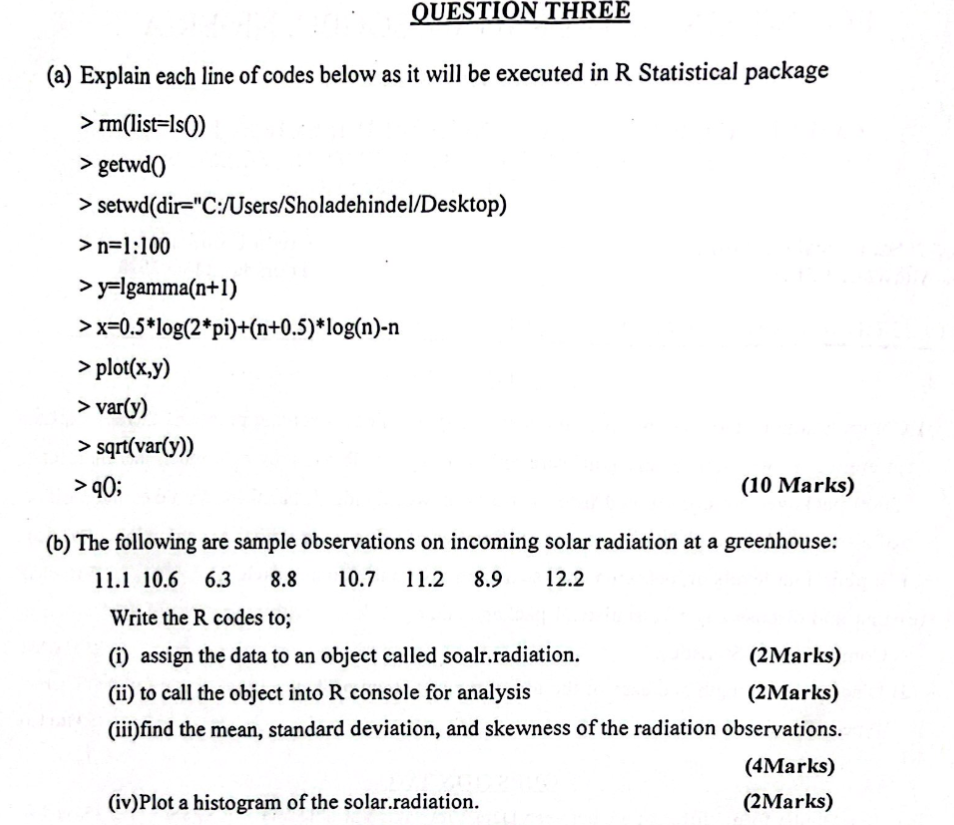 QUESTION THREE
(a) Explain each line of codes below as it will be executed in R Statistical package
> rm(list=ls())
> getwd()
> setwd(dir="C:/Users/Sholadehindel/Desktop)
> n=1:100
> y=lgamma(n+1)
> x=0.5*log(2*pi)+(n+0.5)*log(n)-n
> plot(x,y)
> var(y)
> sqrt(var(y))
> q();
(10 Marks)
(b) The following are sample observations on incoming solar radiation at a greenhouse:
11.1 10.6 6.3 8.8 10.7 11.2 8.9 12.2
Write the R codes to;
(i) assign the data to an object called soalr.radiation. (2Marks)
(ii) to call the object into R console for analysis (2Marks)
(iii)find the mean, standard deviation, and skewness of the radiation observations.
(4Marks)
(iv)Plot a histogram of the solar.radiation. (2Marks)